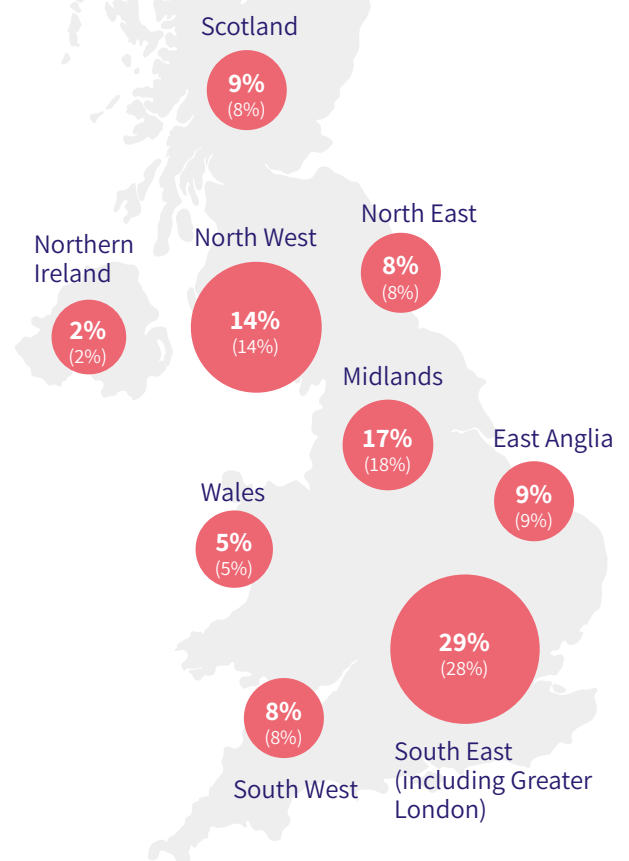 Scotland
9%
(8%)
North East
8%
(8%)
North West
14%
(14%)
Northern
Ireland
2%
(2%)
Midlands
17%
(18%)
East Anglia
9%
(9%)
Wales
5%
(5%)
29%
(28%)
South East
(including Greater
London)
8%
(8%)
South West